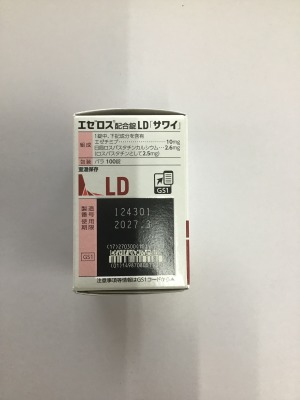 エゼロス配合錠LD「サワイ」
組成
1錠中、下記成分を含有
エゼチミブ 10mg
日局ロスバスタチンカルシウム 2.6mg
(ロスバスタチンとして2.5mg)
包装 バラ 100錠
室温保存
LD
GS1
製造番号
使用期限
124301
2027.3
GS1
注意事項等情報はGS1コードから